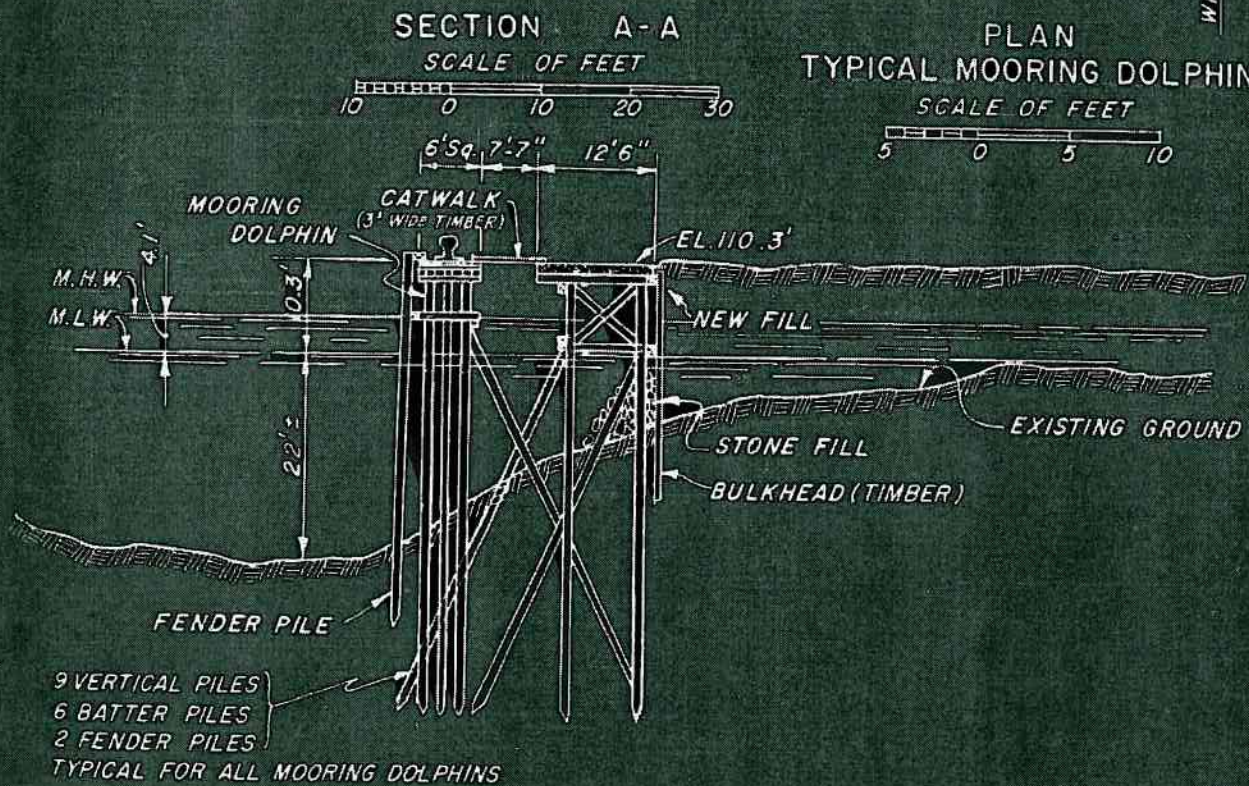 SECTION A-A
SCALE OF FEET
10 0 10 20 30
PLAN
TYPICAL MOORING DOLPHIN
SCALE OF FEET
5 0 5 10
6'Sq. 7'-7" 12'6"
MOORING
DOLPHIN
CATWALK
(3' WIDE TIMBER)
EL.110.3'
4.1'
0.3'
M.H.W.
M.L.W.
NEW FILL
22'±
EXISTING GROUND
STONE FILL
BULKHEAD (TIMBER)
FENDER PILE
9 VERTICAL PILES
6 BATTER PILES
2 FENDER PILES
TYPICAL FOR ALL MOORING DOLPHINS